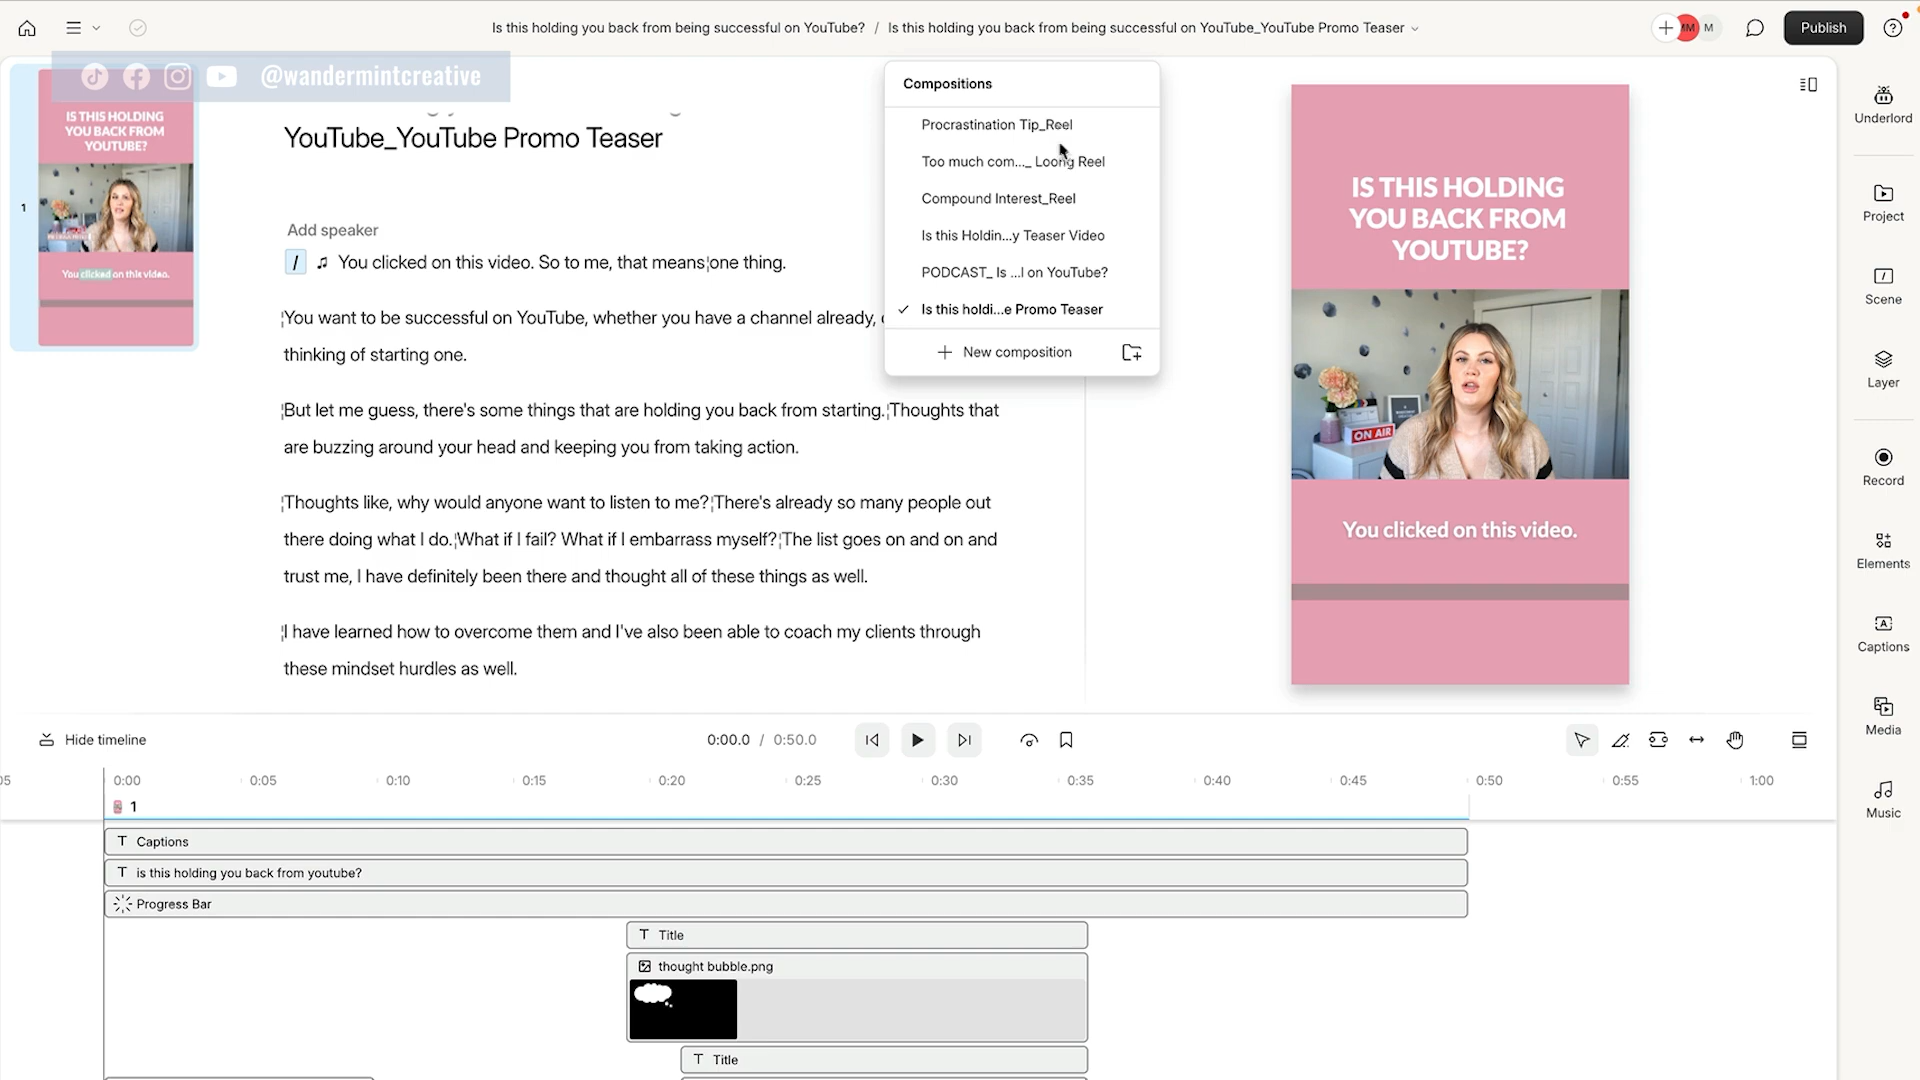 Is this holding you back from being successful on YouTube? / Is this holding you back from being successful on YouTube_YouTube Promo Teaser
MM M
Publish
@wandermintcreative
1
IS THIS HOLDING
YOU BACK FROM
YOUTUBE?
You clicked on this video.
YouTube_YouTube Promo Teaser
Add speaker
/ You clicked on this video. So to me, that means one thing.
You want to be successful on YouTube, whether you have a channel already,
thinking of starting one.
But let me guess, there's some things that are holding you back from starting. Thoughts that
are buzzing around your head and keeping you from taking action.
Thoughts like, why would anyone want to listen to me? There's already so many people out
there doing what I do. What if I fail? What if I embarrass myself? The list goes on and on and
trust me, I have definitely been there and thought all of these things as well.
I have learned how to overcome them and I've also been able to coach my clients through
these mindset hurdles as well.
Compositions
Procrastination Tip_Reel
Too much com..._ Loong Reel
Compound Interest_Reel
Is this Holdin...y Teaser Video
PODCAST_ Is ...l on YouTube?
Is this holdi...e Promo Teaser
New composition
IS THIS HOLDING
YOU BACK FROM
YOUTUBE?
ON AIR
You clicked on this video.
Underlord
Project
Scene
Layer
Record
Elements
Captions
Media
Music
Hide timeline
0:00.0 / 0:50.0
05 0:00 0:05 0:10 0:15 0:20 0:25 0:30 0:35 0:40 0:45 0:50 0:55 1:00
1
Captions
is this holding you back from youtube?
Progress Bar
Title
thought bubble.png
Title